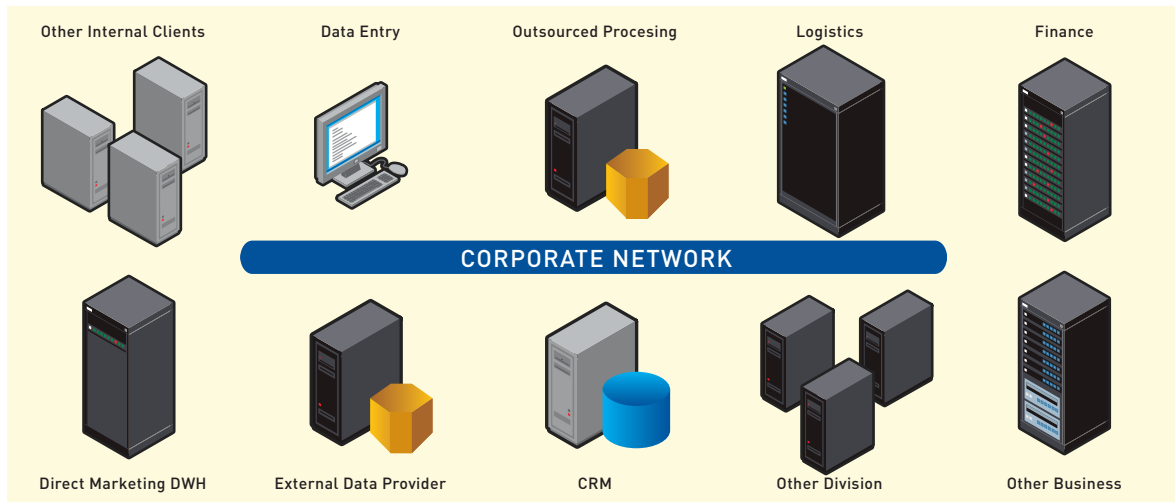 Other Internal Clients
Data Entry
Outsourced Procesing
Logistics
Finance
CORPORATE NETWORK
Direct Marketing DWH
External Data Provider
CRM
Other Division
Other Business